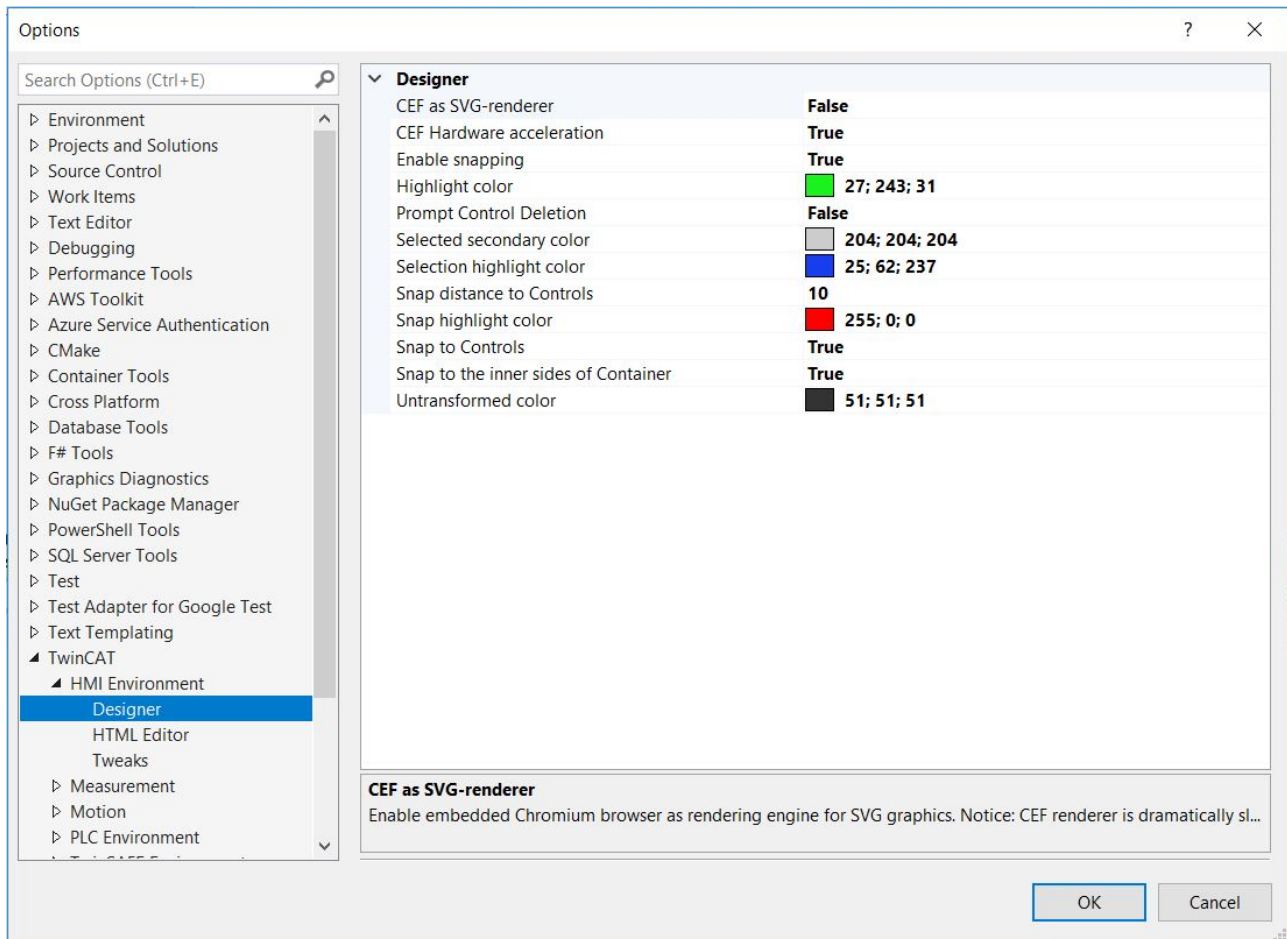 Options
?
Search Options (Ctrl+E)
Environment
Projects and Solutions
Source Control
Work Items
Text Editor
Debugging
Performance Tools
AWS Toolkit
Azure Service Authentication
CMake
Container Tools
Cross Platform
Database Tools
F# Tools
Graphics Diagnostics
NuGet Package Manager
PowerShell Tools
SQL Server Tools
Test
Test Adapter for Google Test
Text Templating
TwinCAT
HMI Environment
Designer
HTML Editor
Tweaks
Measurement
Motion
PLC Environment
Designer
CEF as SVG-renderer False
CEF Hardware acceleration True
Enable snapping True
Highlight color 27; 243; 31
Prompt Control Deletion False
Selected secondary color 204; 204; 204
Selection highlight color 25; 62; 237
Snap distance to Controls 10
Snap highlight color 255; 0; 0
Snap to Controls True
Snap to the inner sides of Container True
Untransformed color 51; 51; 51
CEF as SVG-renderer
Enable embedded Chromium browser as rendering engine for SVG graphics. Notice: CEF renderer is dramatically sl...
OK Cancel